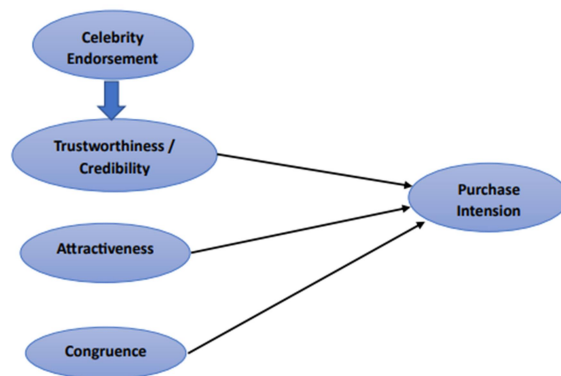 Celebrity
Endorsement
Trustworthiness /
Credibility
Purchase
Intension
Attractiveness
Congruence